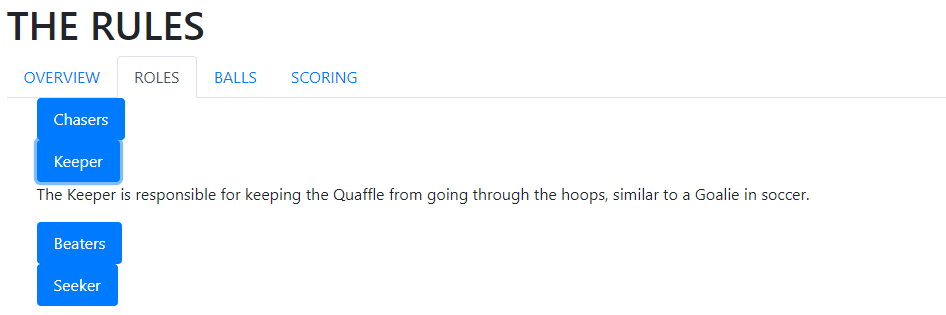 THE RULES
OVERVIEW ROLES BALLS SCORING
Chasers
Keeper
The Keeper is responsible for keeping the Quaffle from going through the hoops, similar to a Goalie in soccer.
Beaters
Seeker